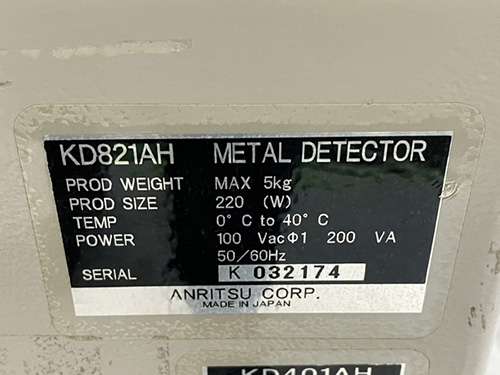 KD821AH METAL DETECTOR
PROD WEIGHT MAX 5kg
PROD SIZE 220 (W)
TEMP 0° C to 40° C
POWER 100 VacΦ1 200 VA
50/60Hz
SERIAL K 032174
ANRITSU CORP.
MADE IN JAPAN
KD401AH